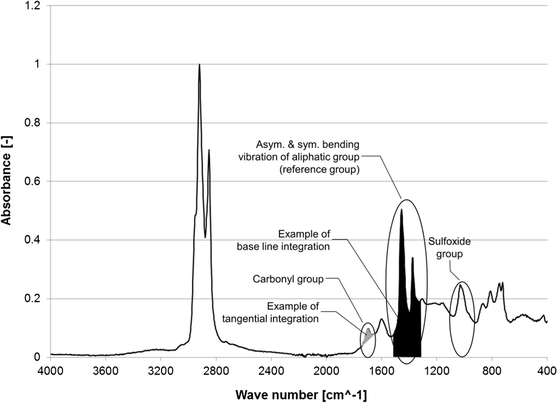 1.2
1
0.8
0.6
0.4
0.2
0
Absorbance [-]
Asym. & sym. bending
vibration of aliphatic group
(reference group)
Example of
base line integration
Sulfoxide
group
Carbonyl group
Example of
tangential integration
4000 3600 3200 2800 2400 2000 1600 1200 800 400
Wave number [cm^-1]